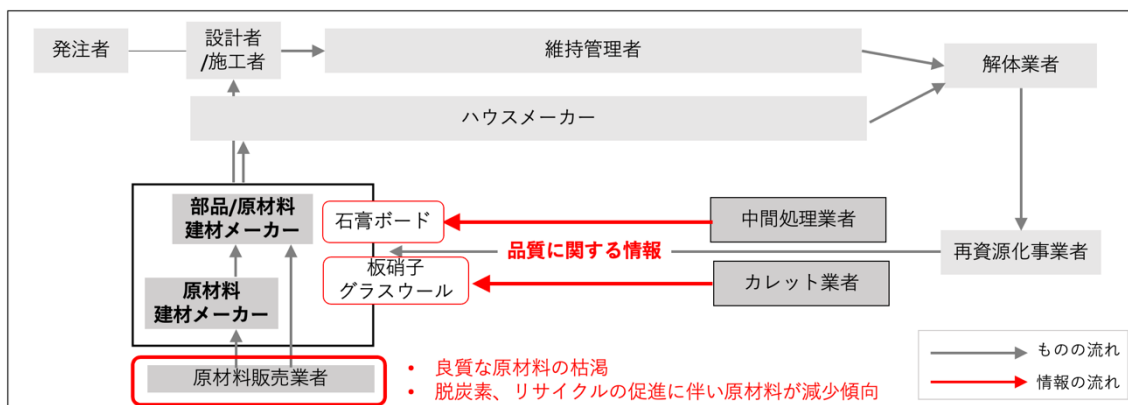 発注者
設計者
/施工者
維持管理者
解体業者
ハウスメーカー
部品/原材料
建材メーカー
石膏ボード
中間処理業者
品質に関する情報
再資源化事業者
板硝子
グラスウール
カレット業者
原材料
建材メーカー
原材料販売業者
• 良質な原材料の枯渇
• 脱炭素、リサイクルの促進に伴い原材料が減少傾向
ものの流れ
情報の流れ